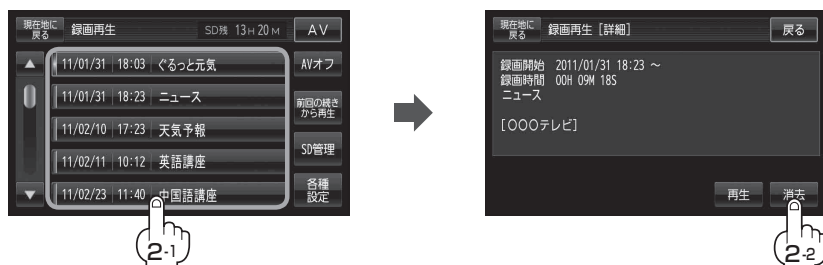 現在地に
戻る
録画再生
SD残 13H 20M
AV
11/01/31 18:03 ぐるっと元気
AVオフ
11/01/31 18:23 ニュース
前回の続き
から再生
11/02/10 17:23 天気予報
SD管理
11/02/11 10:12 英語講座
各種
設定
11/02/23 11:40 中国語講座
2-1
現在地に
戻る
録画再生 [詳細]
戻る
録画開始 2011/01/31 18:23 ~
録画時間 00H 09M 18S
ニュース
[〇〇〇テレビ]
再生
消去
2-2